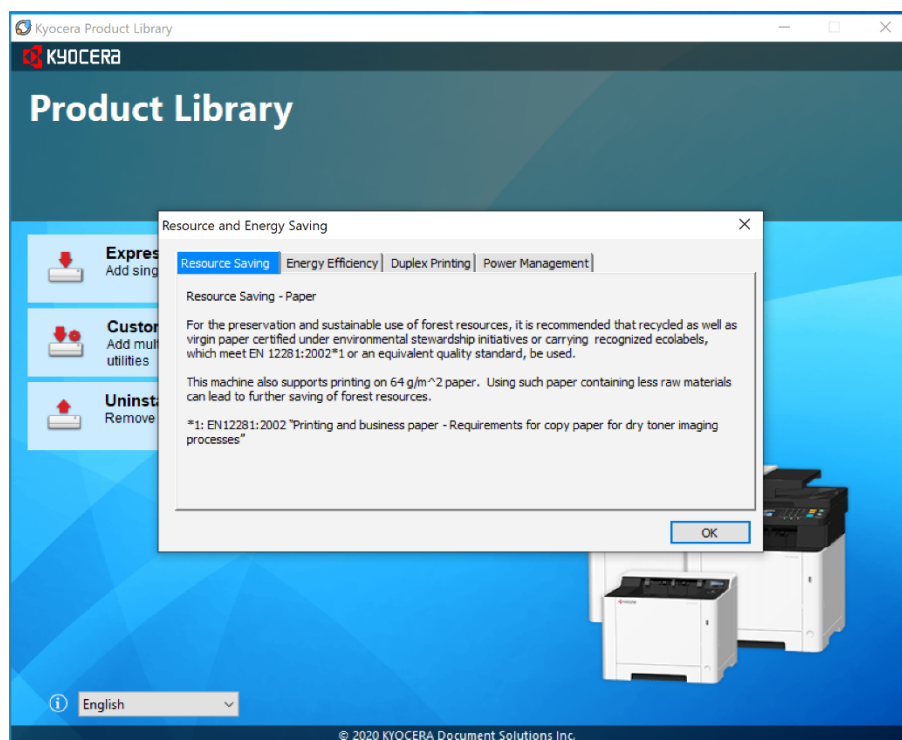 Kyocera Product Library
KYOCERA
Product Library
Resource and Energy Saving
Resource Saving Energy Efficiency Duplex Printing Power Management
Resource Saving - Paper
For the preservation and sustainable use of forest resources, it is recommended that recycled as well as
virgin paper certified under environmental stewardship initiatives or carrying recognized ecolabels,
which meet EN 12281:2002*1 or an equivalent quality standard, be used.
This machine also supports printing on 64 g/m^2 paper. Using such paper containing less raw materials
can lead to further saving of forest resources.
*1: EN12281:2002 "Printing and business paper - Requirements for copy paper for dry toner imaging
processes"
OK
Expres
Add sing
Custor
Add mult
utilities
Uninsta
Remove
English
© 2020 KYOCERA Document Solutions Inc.